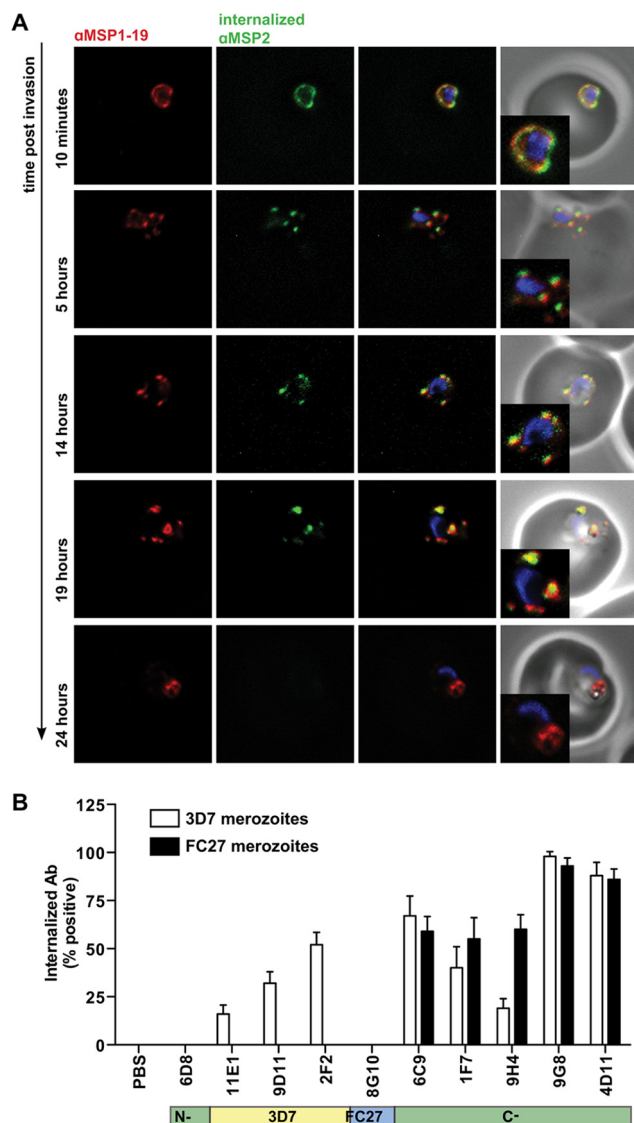 A
αMSP1-19
internalized
αMSP2
time post invasion
10 minutes
5 hours
14 hours
19 hours
24 hours
B
Internalized Ab
(% positive)
125
100
75
50
25
0
3D7 merozoites
FC27 merozoites
PBS
6D8
11E1
9D11
2F2
8G10
6C9
1F7
9H4
9G8
4D11
N-
3D7
FC27
C-